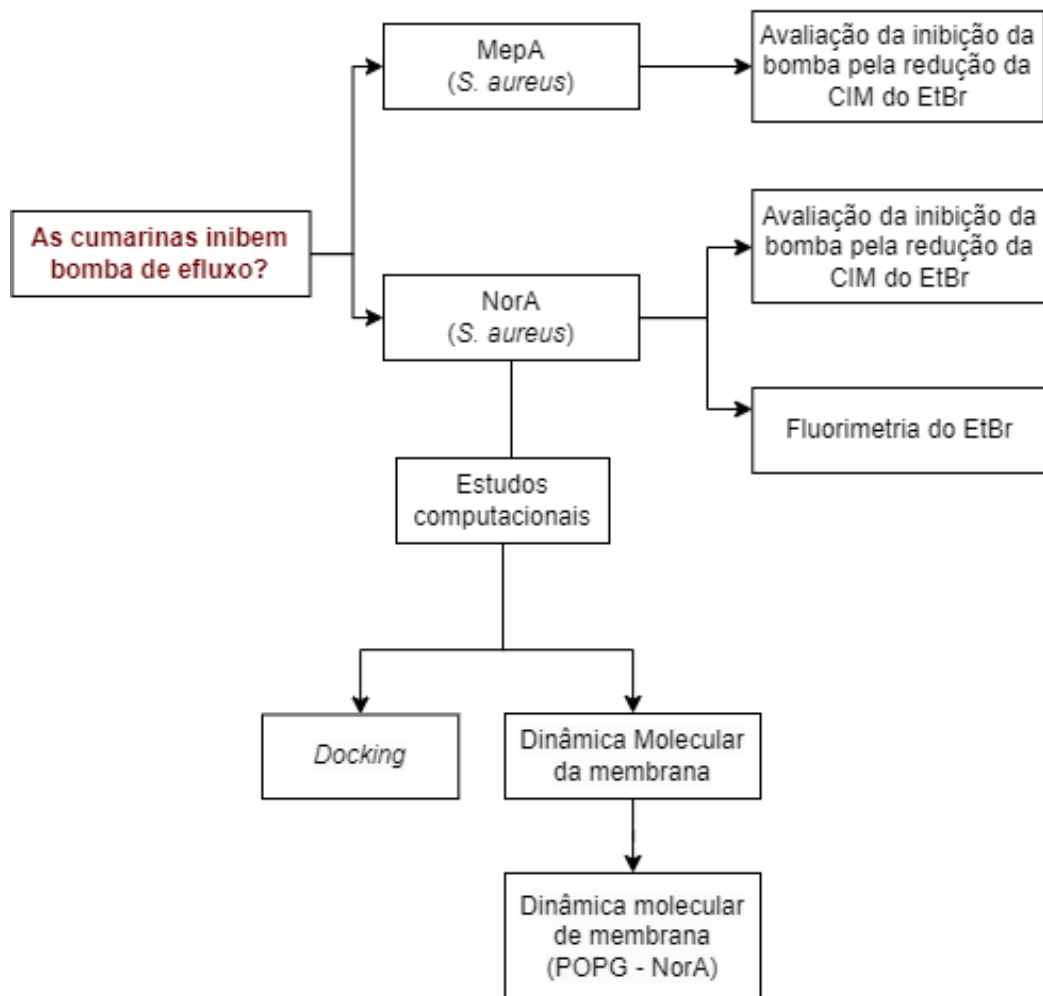 MepA
(S. aureus)
Avaliação da inibição da
bomba pela redução da
CIM do EtBr
As cumarinas inibem
bomba de efluxo?
NorA
(S. aureus)
Avaliação da inibição da
bomba pela redução da
CIM do EtBr
Fluorimetria do EtBr
Estudos
computacionais
Docking
Dinâmica Molecular
da membrana
Dinâmica molecular
de membrana
(POPG - NorA)